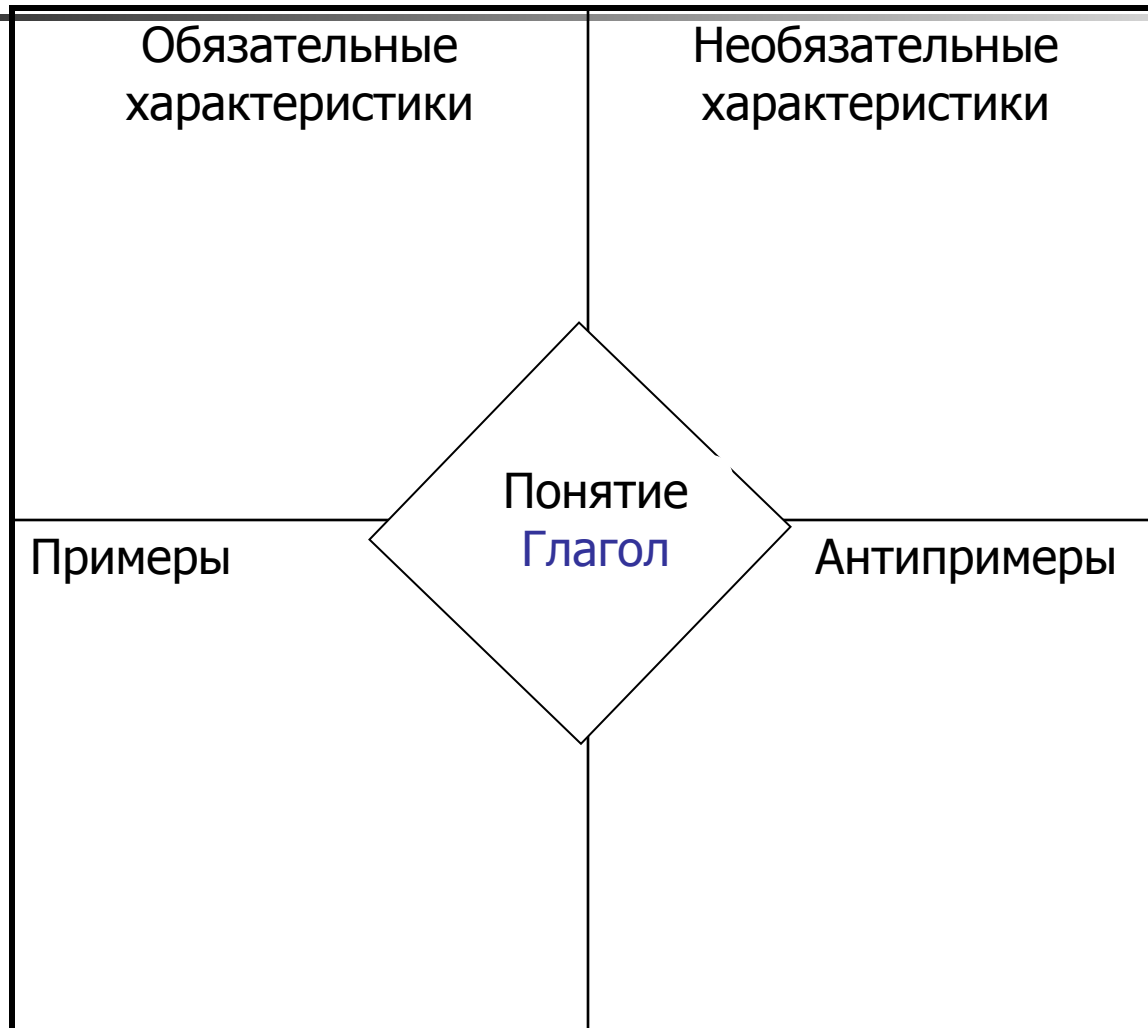 Обязательные
характеристики
Необязательные
характеристики
Понятие
Глагол
Примеры
Антипримеры